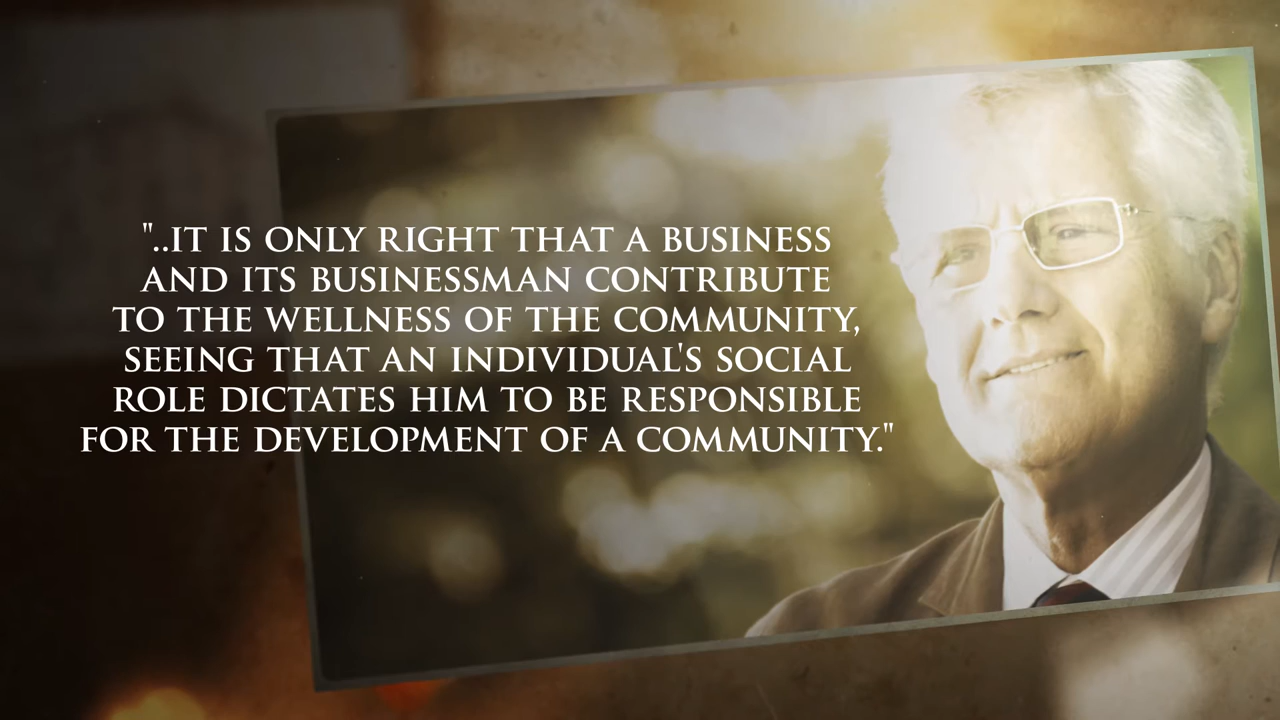 "..IT IS ONLY RIGHT THAT A BUSINESS
AND ITS BUSINESSMAN CONTRIBUTE
TO THE WELLNESS OF THE COMMUNITY,
SEEING THAT AN INDIVIDUAL'S SOCIAL
ROLE DICTATES HIM TO BE RESPONSIBLE
FOR THE DEVELOPMENT OF A COMMUNITY."